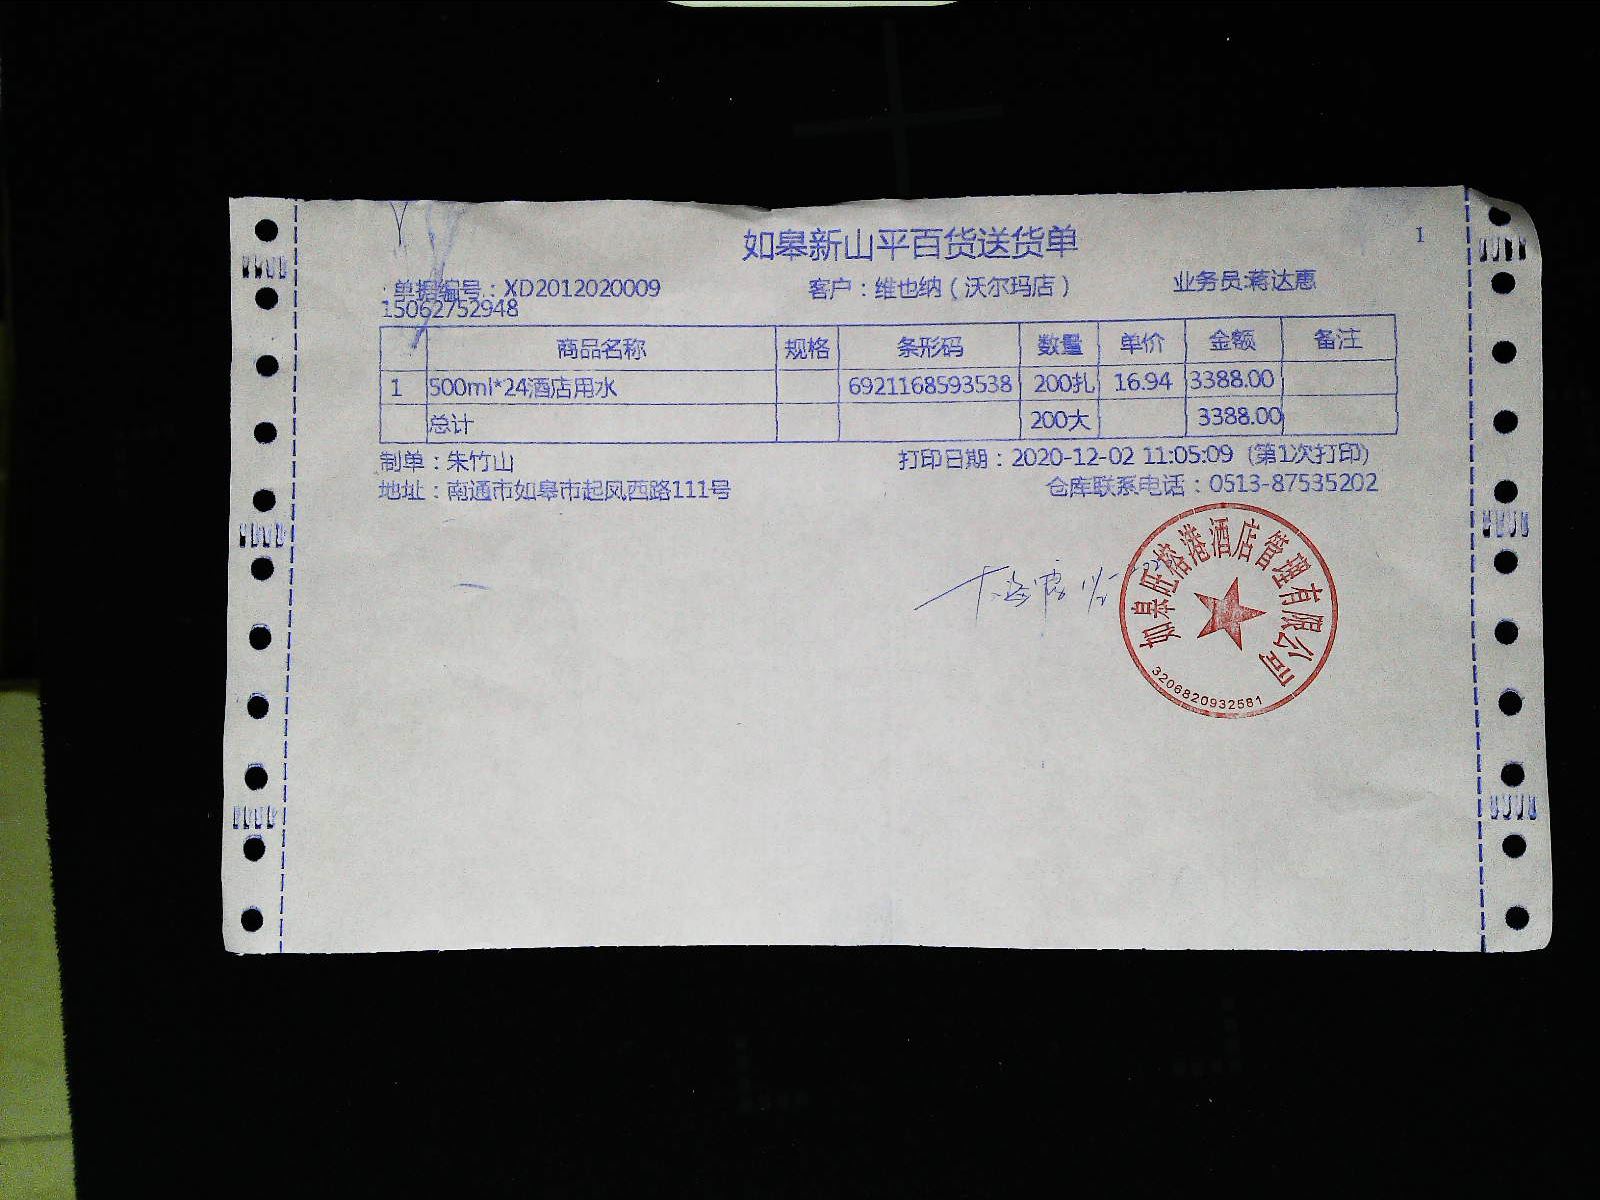 如皋新山平百货送货单
1
单据编号：XD2012020009 客户：维也纳（沃尔玛店） 业务员:蒋达惠
15062752948
商品名称 规格 条形码 数量 单价 金额 备注
1 500ml*24酒店用水 6921168593538 200扎 16.94 3388.00
总计 200大 3388.00
制单：朱竹山 打印日期：2020-12-02 11:05:09 (第1次打印)
地址：南通市如皋市起凤西路111号 仓库联系电话：0513-87535202
如皋旺榕港酒店管理有限公司
3206820932581